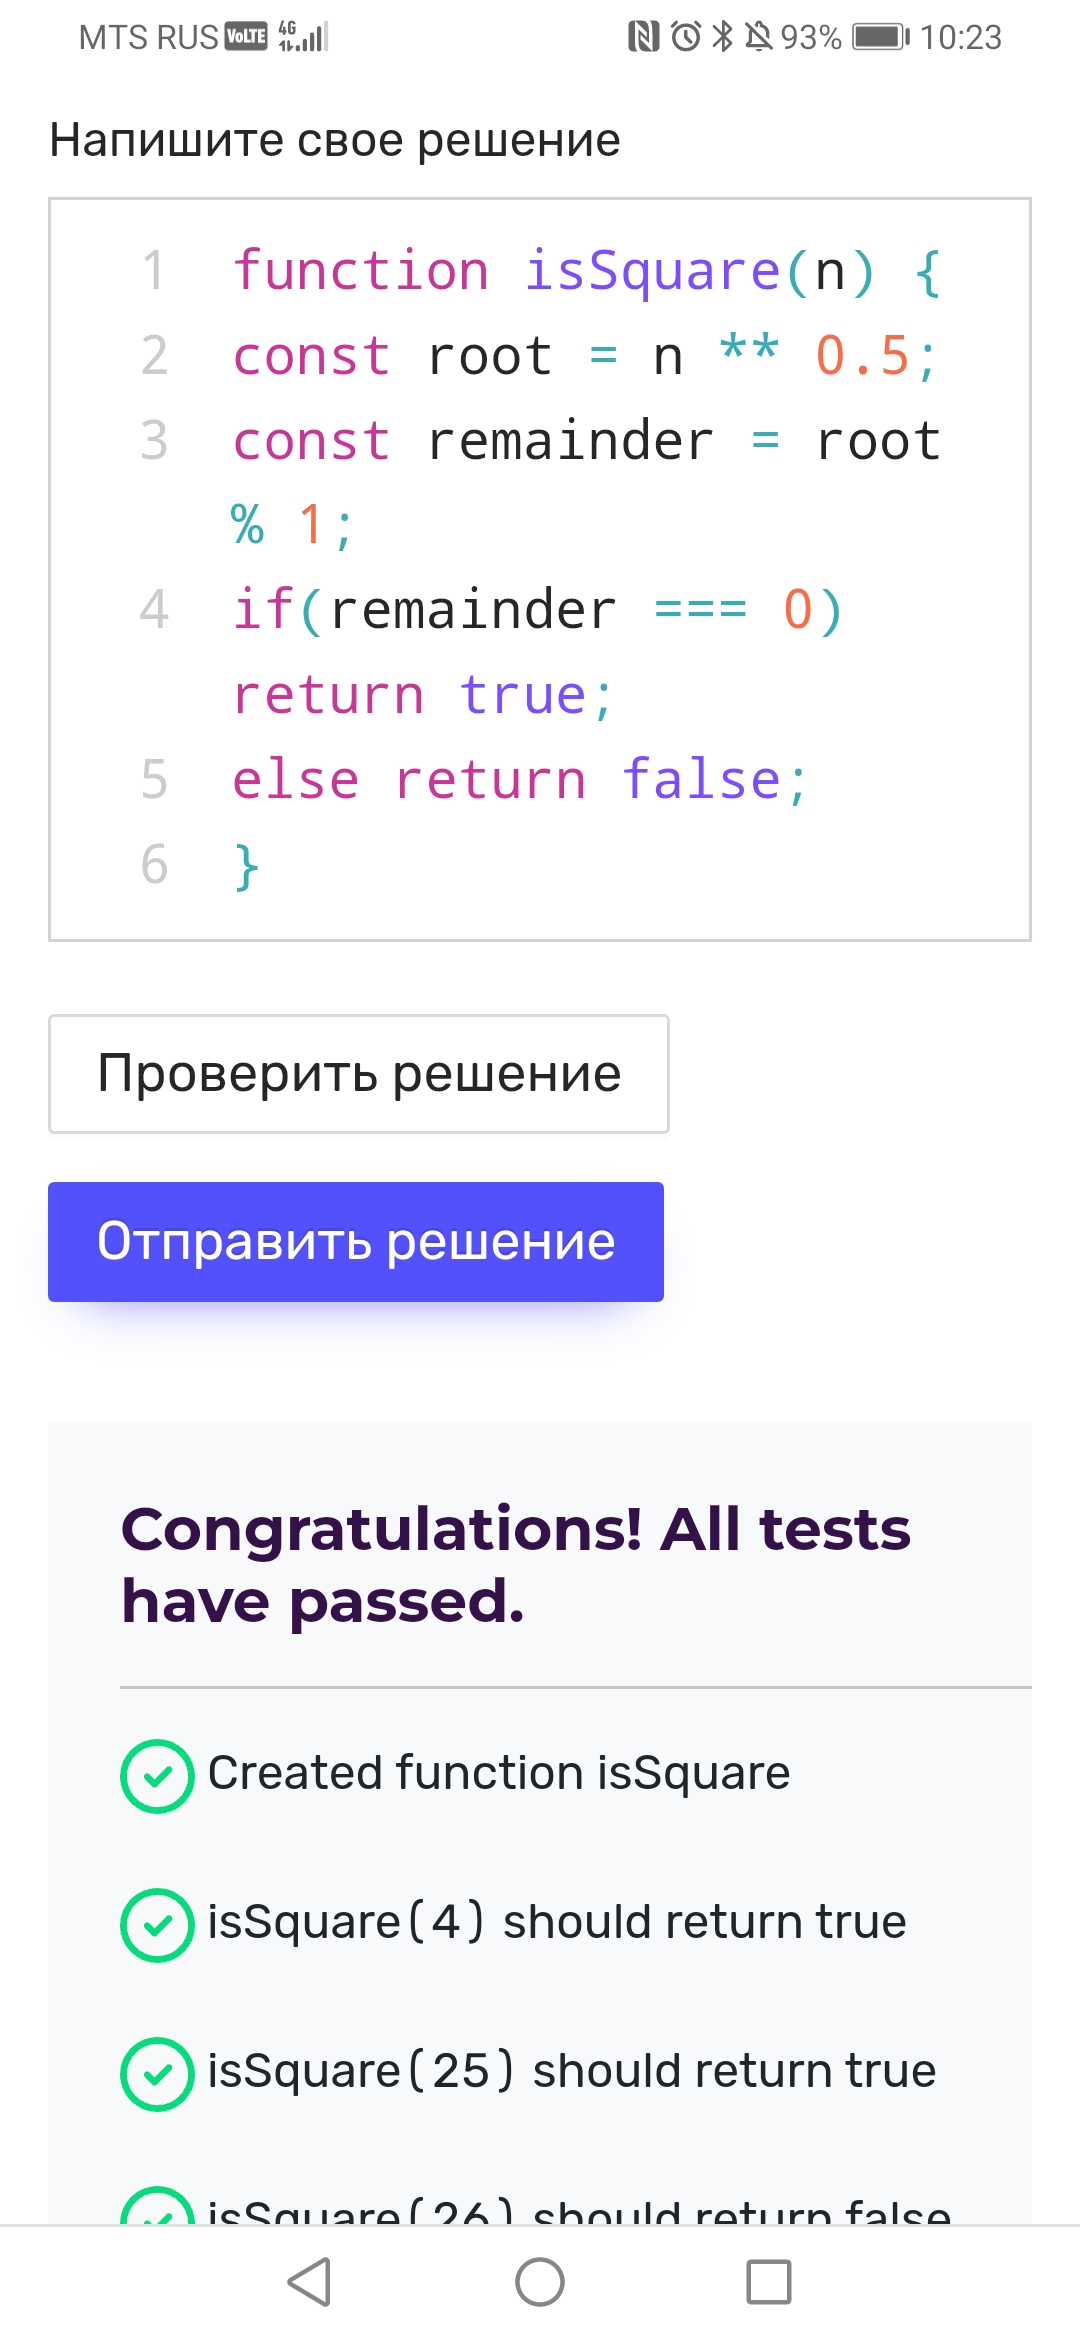 MTS RUS VoLTE 4G 93% 10:23
Напишите свое решение
1 function isSquare(n) {
2 const root = n ** 0.5;
3 const remainder = root
% 1;
4 if(remainder === 0)
return true;
5 else return false;
6 }
Проверить решение
Отправить решение
Congratulations! All tests
have passed.
Created function isSquare
isSquare(4) should return true
isSquare(25) should return true
isSquare(26) should return false